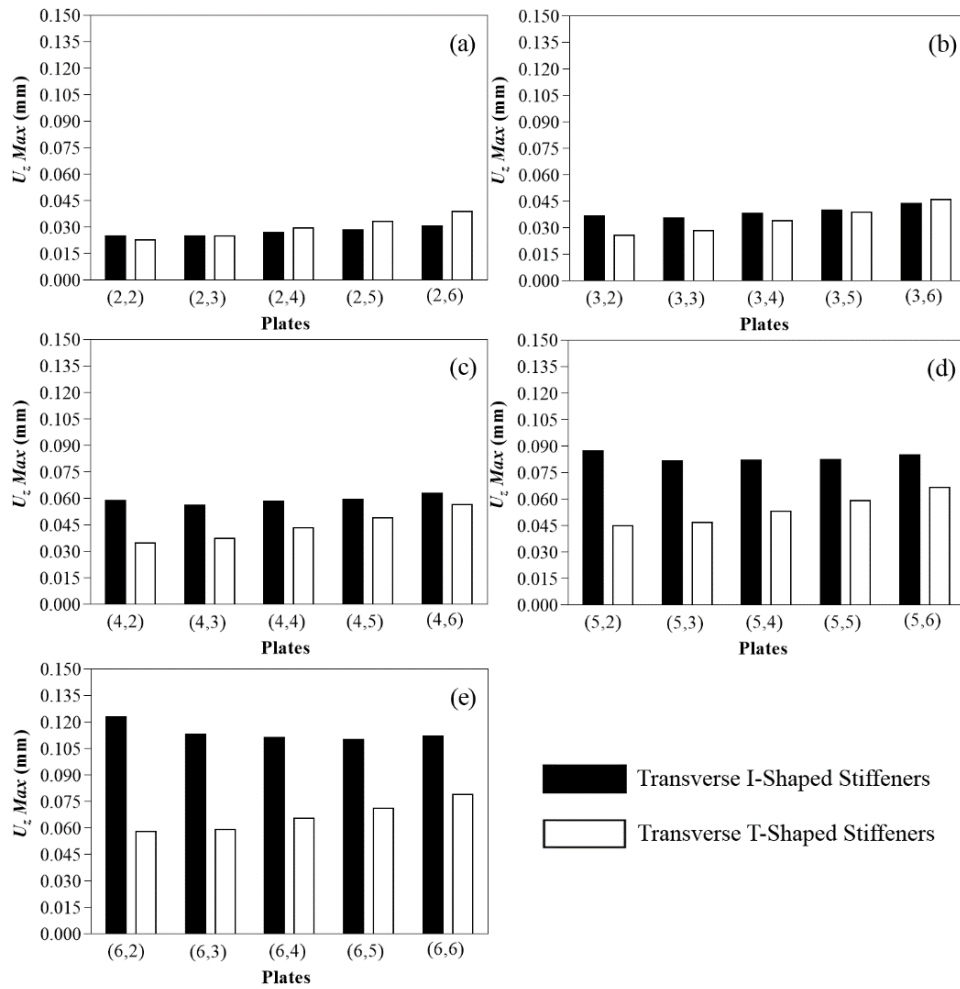 (a)
U_z Max (mm)
0.150
0.135
0.120
0.105
0.090
0.075
0.060
0.045
0.030
0.015
0.000
(2,2) (2,3) (2,4) (2,5) (2,6)
Plates
(b)
U_z Max (mm)
0.150
0.135
0.120
0.105
0.090
0.075
0.060
0.045
0.030
0.015
0.000
(3,2) (3,3) (3,4) (3,5) (3,6)
Plates
(c)
U_z Max (mm)
0.150
0.135
0.120
0.105
0.090
0.075
0.060
0.045
0.030
0.015
0.000
(4,2) (4,3) (4,4) (4,5) (4,6)
Plates
(d)
U_z Max (mm)
0.150
0.135
0.120
0.105
0.090
0.075
0.060
0.045
0.030
0.015
0.000
(5,2) (5,3) (5,4) (5,5) (5,6)
Plates
(e)
U_z Max (mm)
0.150
0.135
0.120
0.105
0.090
0.075
0.060
0.045
0.030
0.015
0.000
(6,2) (6,3) (6,4) (6,5) (6,6)
Plates
Transverse I-Shaped Stiffeners
Transverse T-Shaped Stiffeners